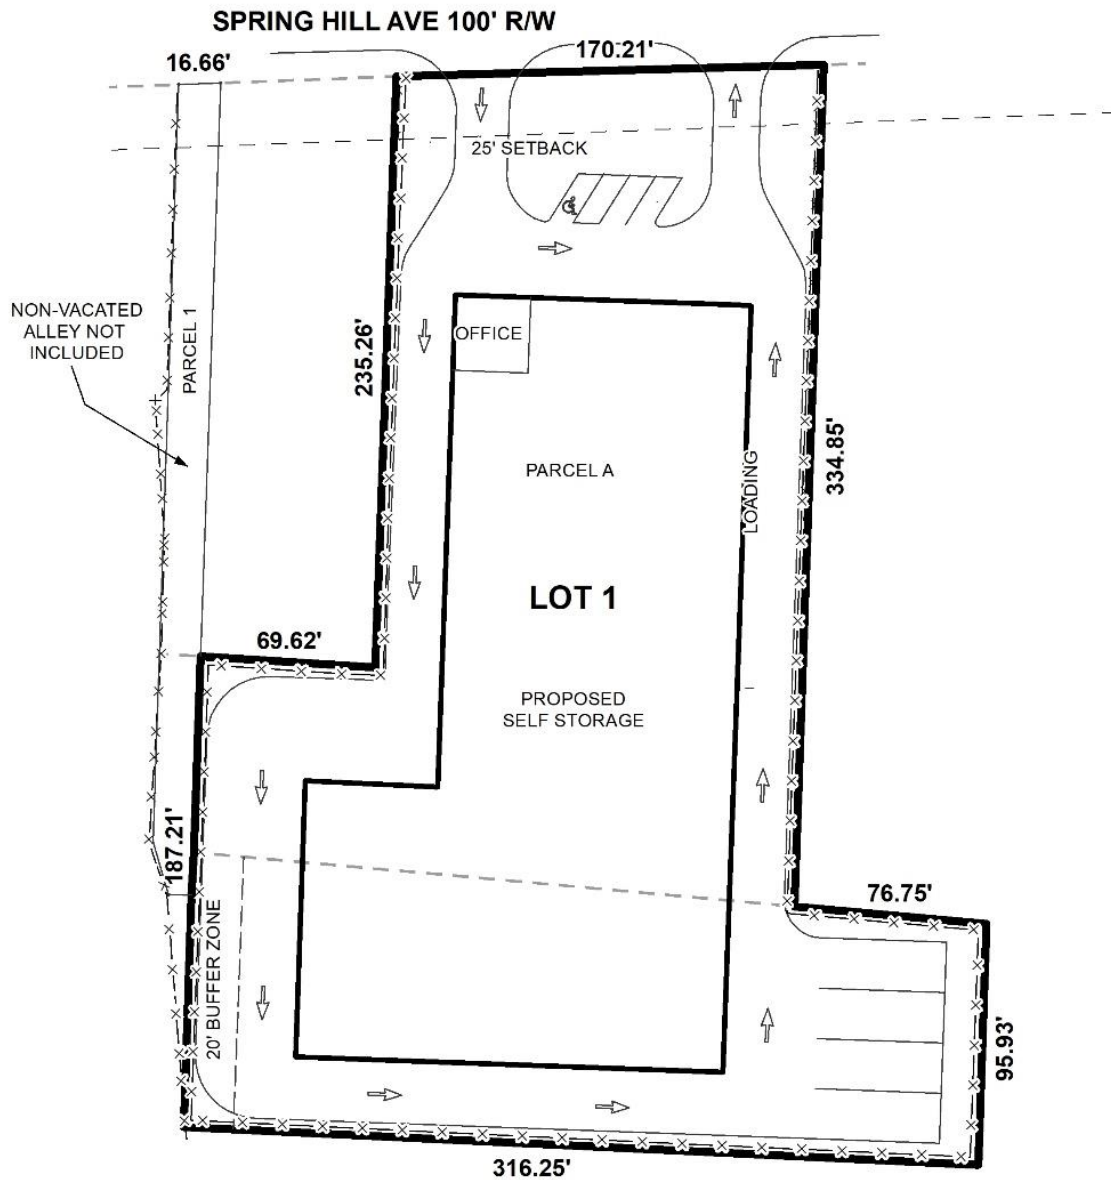 SPRING HILL AVE 100' R/W
16.66'
170.21'
25' SETBACK
NON-VACATED
ALLEY NOT
INCLUDED
PARCEL 1
235.26'
OFFICE
334.85'
PARCEL A
LOADING
LOT 1
69.62'
PROPOSED
SELF STORAGE
187.21'
76.75'
20' BUFFER ZONE
95.93'
316.25'